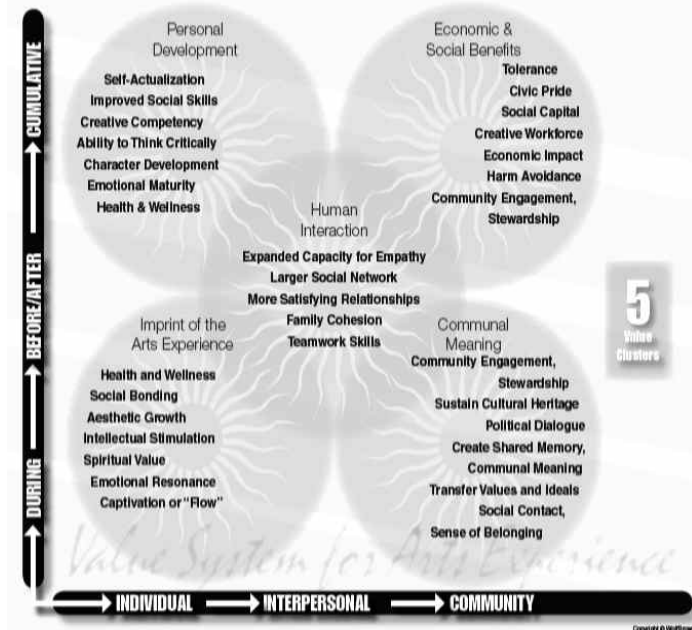 Personal
Development
Self-Actualization
Improved Social Skills
Creative Competency
Ability to Think Critically
Character Development
Emotional Maturity
Health & Wellness
Economic &
Social Benefits
Tolerance
Civic Pride
Social Capital
Creative Workforce
Economic Impact
Harm Avoidance
Community Engagement,
Stewardship
Human
Interaction
Expanded Capacity for Empathy
Larger Social Network
More Satisfying Relationships
Family Cohesion
Teamwork Skills
Imprint of the
Arts Experience
Health and Wellness
Social Bonding
Aesthetic Growth
Intellectual Stimulation
Spiritual Value
Emotional Resonance
Captivation or "Flow"
Communal
Meaning
Community Engagement,
Stewardship
Sustain Cultural Heritage
Political Dialogue
Create Shared Memory,
Communal Meaning
Transfer Values and Ideals
Social Contact,
Sense of Belonging
5
Value
Clusters
CUMULATIVE
BEFORE/AFTER
DURING
Value System for Arts Experience
INDIVIDUAL
INTERPERSONAL
COMMUNITY
Copyright ©